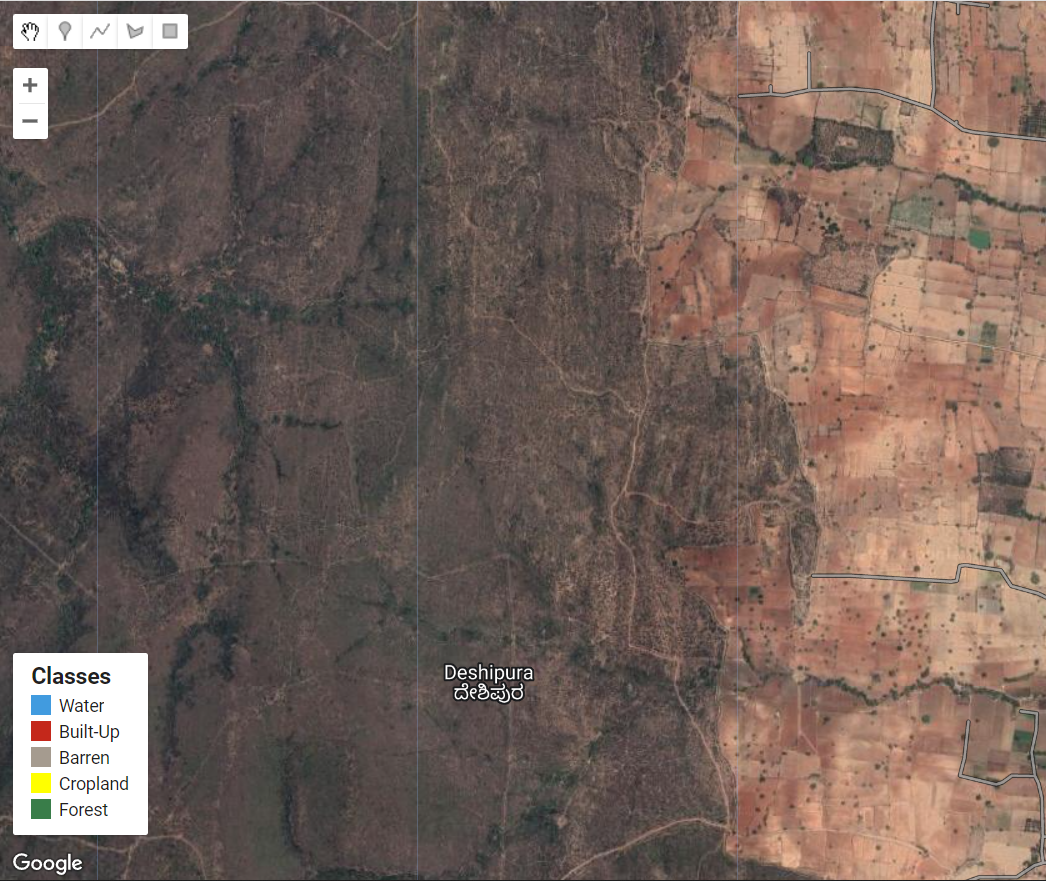 Deshipura
ದೇಶಿಪುರ
Classes
Water
Built-Up
Barren
Cropland
Forest
Google